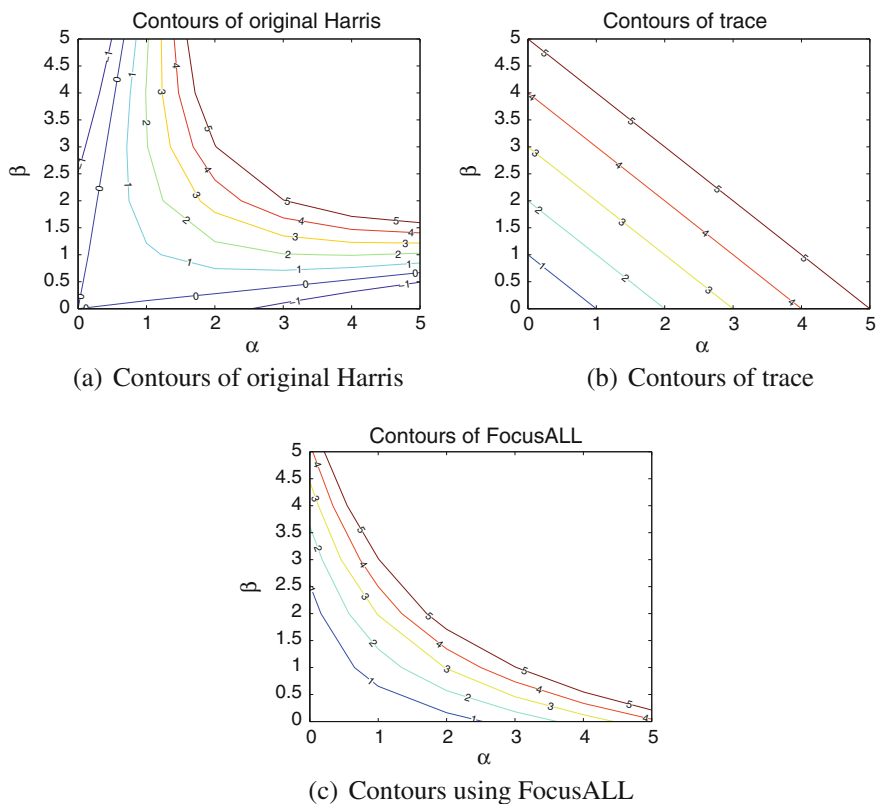 Contours of original Harris
5
4.5
4
3.5
3
2.5
2
1.5
1
0.5
0
β
0 1 2 3 4 5
α
-1 0 1 2 3 4 5
(a) Contours of original Harris
Contours of trace
5
4.5
4
3.5
3
2.5
2
1.5
1
0.5
0
β
0 1 2 3 4 5
α
1 2 3 4 5
(b) Contours of trace
Contours of FocusALL
5
4.5
4
3.5
3
2.5
2
1.5
1
0.5
0
β
0 1 2 3 4 5
α
1 2 3 4 5
(c) Contours using FocusALL